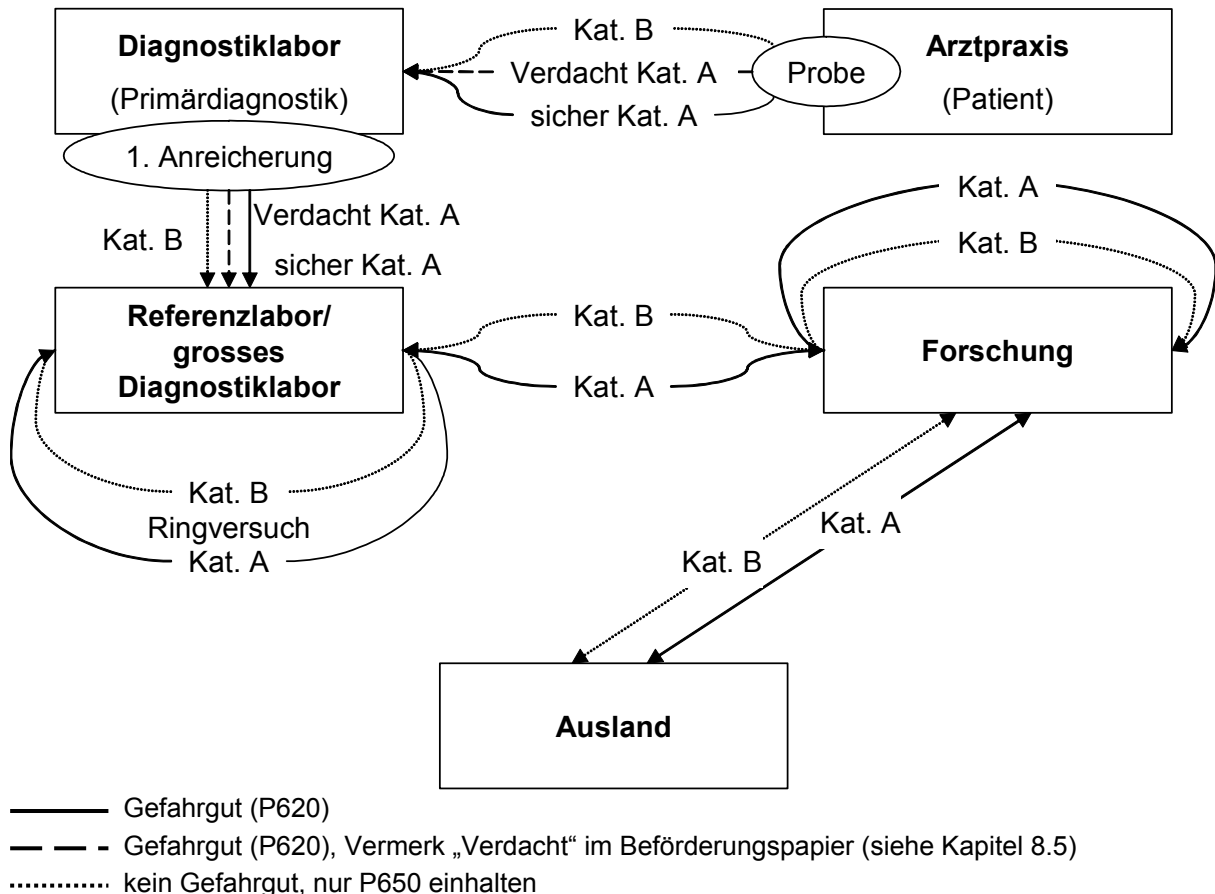 Diagnostiklabor
(Primärdiagnostik)
Kat. B
Verdacht Kat. A
sicher Kat. A
Probe
Arztpraxis
(Patient)
1. Anreicherung
Kat. B
Verdacht Kat. A
sicher Kat. A
Kat. A
Kat. B
Referenzlabor/
grosses
Diagnostiklabor
Kat. B
Kat. A
Forschung
Kat. B
Ringversuch
Kat. A
Kat. A
Kat. B
Ausland
Gefahrgut (P620)
Gefahrgut (P620), Vermerk „Verdacht“ im Beförderungspapier (siehe Kapitel 8.5)
kein Gefahrgut, nur P650 einhalten